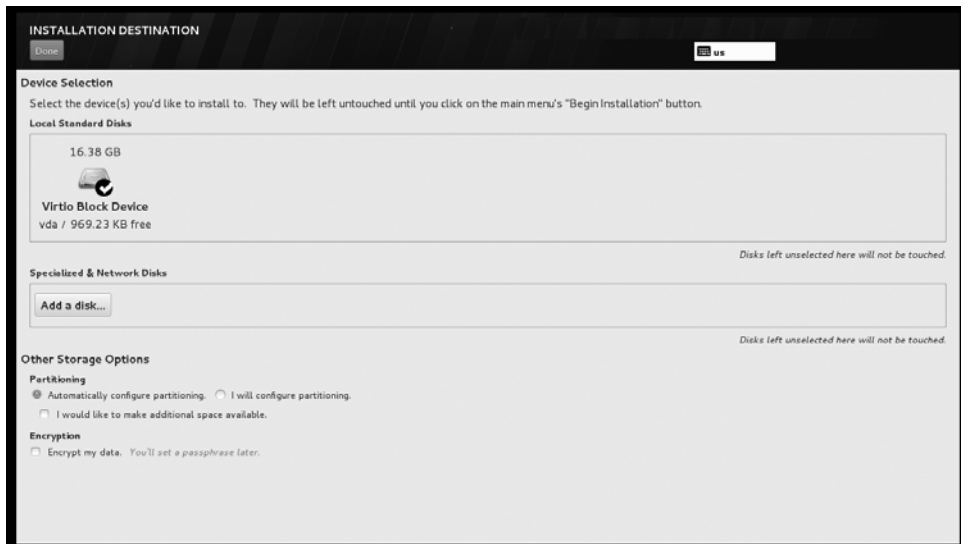 INSTALLATION DESTINATION
Done
us
Device Selection
Select the device(s) you'd like to install to. They will be left untouched until you click on the main menu's "Begin Installation" button.
Local Standard Disks
16.38 GB
Virtio Block Device
vda / 969.23 KB free
Disks left unselected here will not be touched.
Specialized & Network Disks
Add a disk...
Disks left unselected here will not be touched.
Other Storage Options
Partitioning
Automatically configure partitioning. I will configure partitioning.
I would like to make additional space available.
Encryption
Encrypt my data. You'll set a passphrase later.